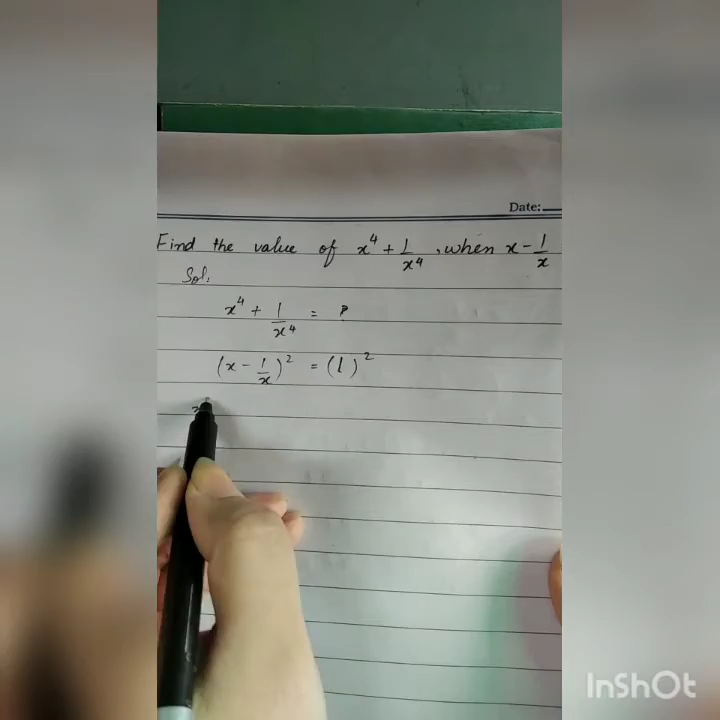 Date:
Find the value of x⁴ + 1/x⁴, when x - 1/x
Sol.
x⁴ + 1/x⁴ = ?
(x - 1/x)² = (1)²
InShOt